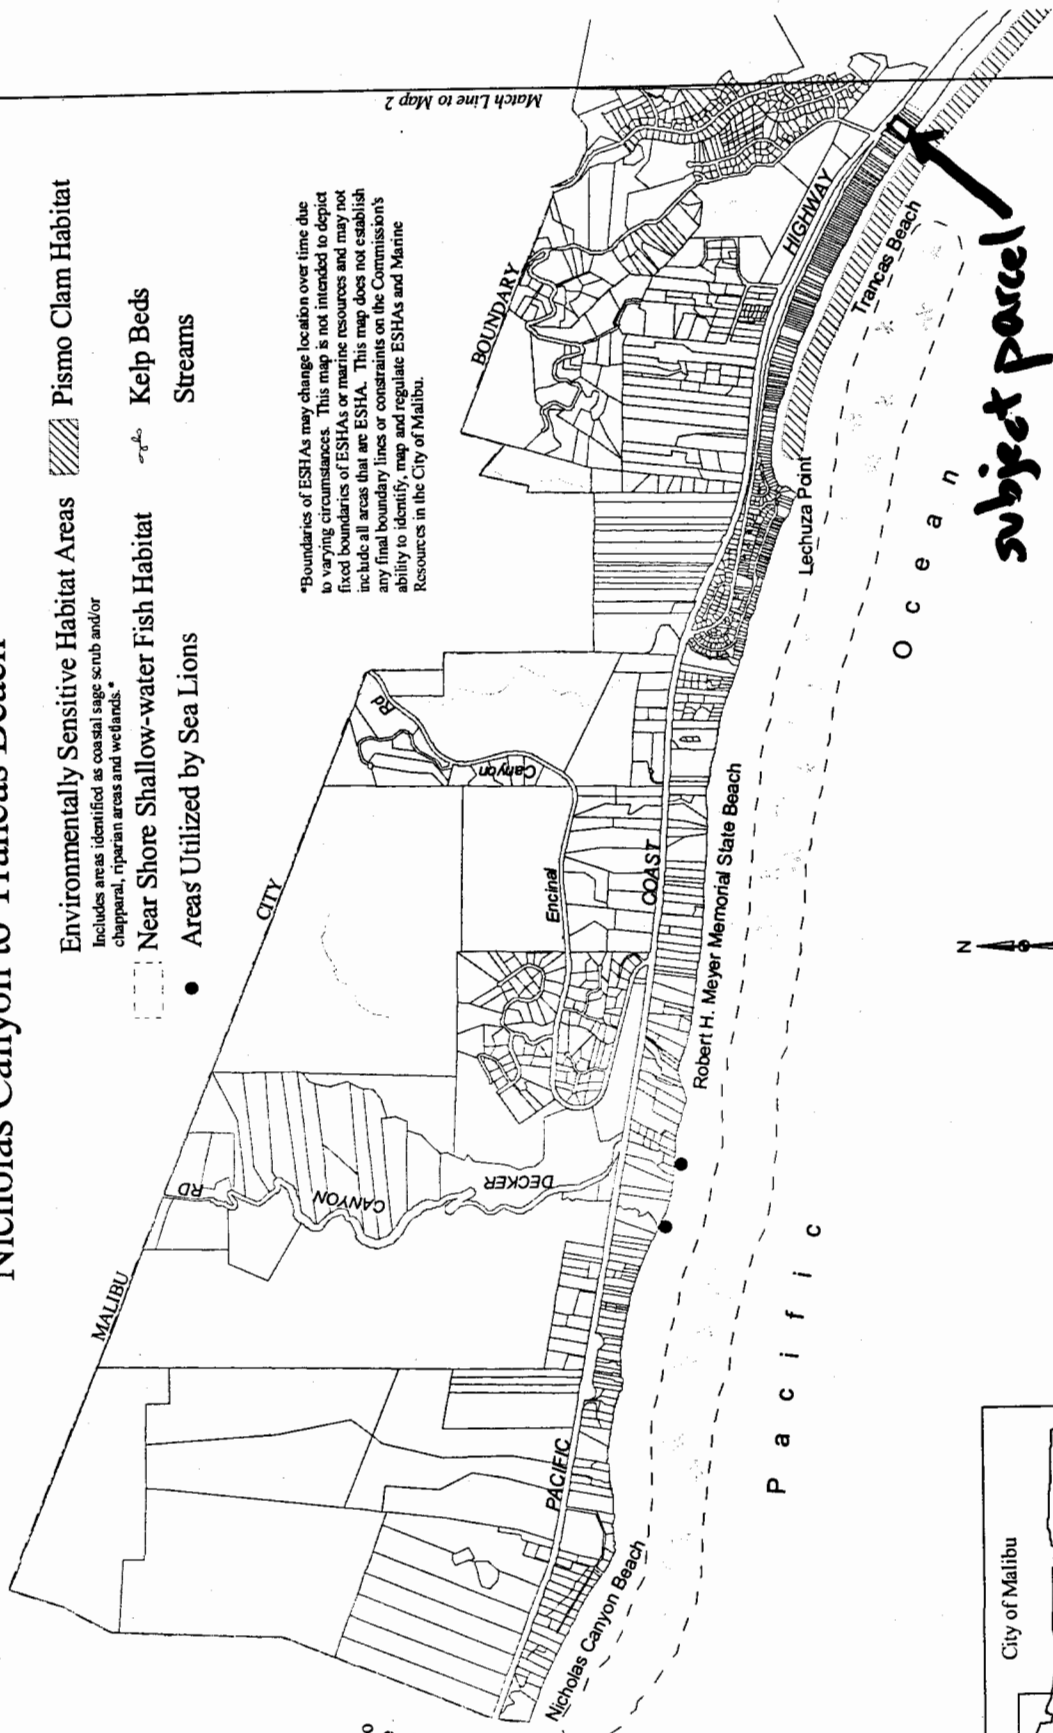 Nicholas Canyon to Trancas Beach
Environmentally Sensitive Habitat Areas
Includes areas identified as coastal sage scrub and/or
chapparal, riparian areas and wetlands.*
Near Shore Shallow-water Fish Habitat
Areas Utilized by Sea Lions
Pismo Clam Habitat
Kelp Beds
Streams
*Boundaries of ESHAs may change location over time due
to varying circumstances. This map is not intended to depict
fixed boundaries of ESHAs or marine resources and may not
include all areas that are ESHA. This map does not establish
any final boundary lines or constraints on the Commission's
ability to identify, map and regulate ESHAs and Marine
Resources in the City of Malibu.
Match Line to Map 2
MALIBU
CITY
BOUNDARY
RD
CANYON
DECKER
Encinal
Canyon
Rd
PACIFIC
COAST
HIGHWAY
Nicholas Canyon Beach
Robert H. Meyer Memorial State Beach
Lechuza Point
Trancas Beach
Pacific
Ocean
subject parcel
N
City of Malibu